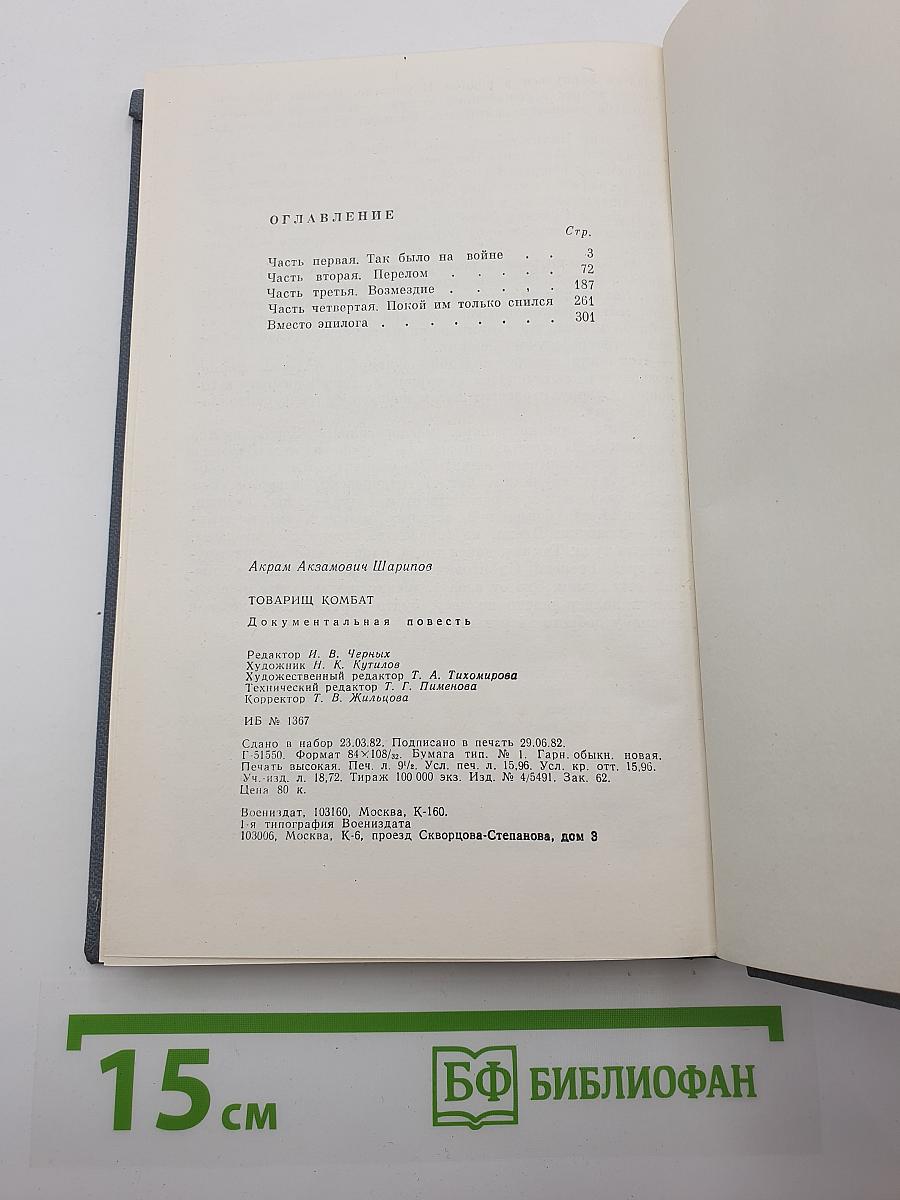 ОГЛАВЛЕНИЕ
Стр.
Часть первая. Так было на войне . . 3
Часть вторая. Перелом . . . . . 72
Часть третья. Возмездие . . . . . 187
Часть четвертая. Покой им только снился 261
Вместо эпилога . . . . . . . . 301
Акрам Акзамович Шарипов
ТОВАРИЩ КОМБАТ
Документальная повесть
Редактор И. В. Черных
Художник Н. К. Кутилов
Художественный редактор Т. А. Тихомирова
Технический редактор Т. Г. Пименова
Корректор Т. В. Жильцова
ИБ № 1367
Сдано в набор 23.03.82. Подписано в печать 29.06.82.
Г-51550. Формат 84×108/32. Бумага тип. № 1. Гарн. обыкн. новая.
Печать высокая. Печ. л. 9½. Усл. печ. л. 15,96. Усл. кр. отт. 15,96.
Уч.-изд. л. 18,72. Тираж 100 000 экз. Изд. № 4/5491. Зак. 62.
Цена 80 к.
Воениздат, 103160, Москва, К-160.
1-я типография Воениздата
103006, Москва, К-6, проезд Скворцова-Степанова, дом 3
15 см
БФ БИБЛИОФАН